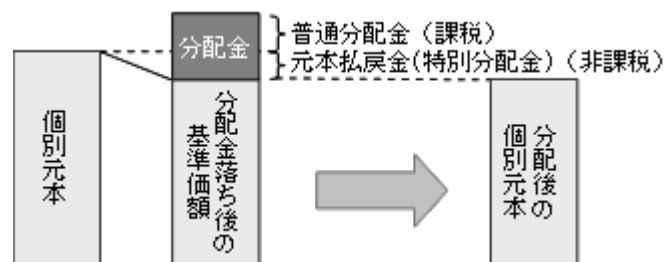 分配金
普通分配金（課税）
元本払戻金(特別分配金)（非課税）
個別元本
分配金落ち後の
基準価額
分配後の
個別元本